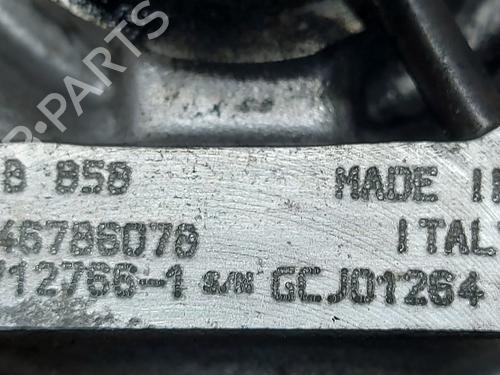 B-PARTS
B 858 MADE I
46786078 ITAL
712766-1 S/N GCJ01264